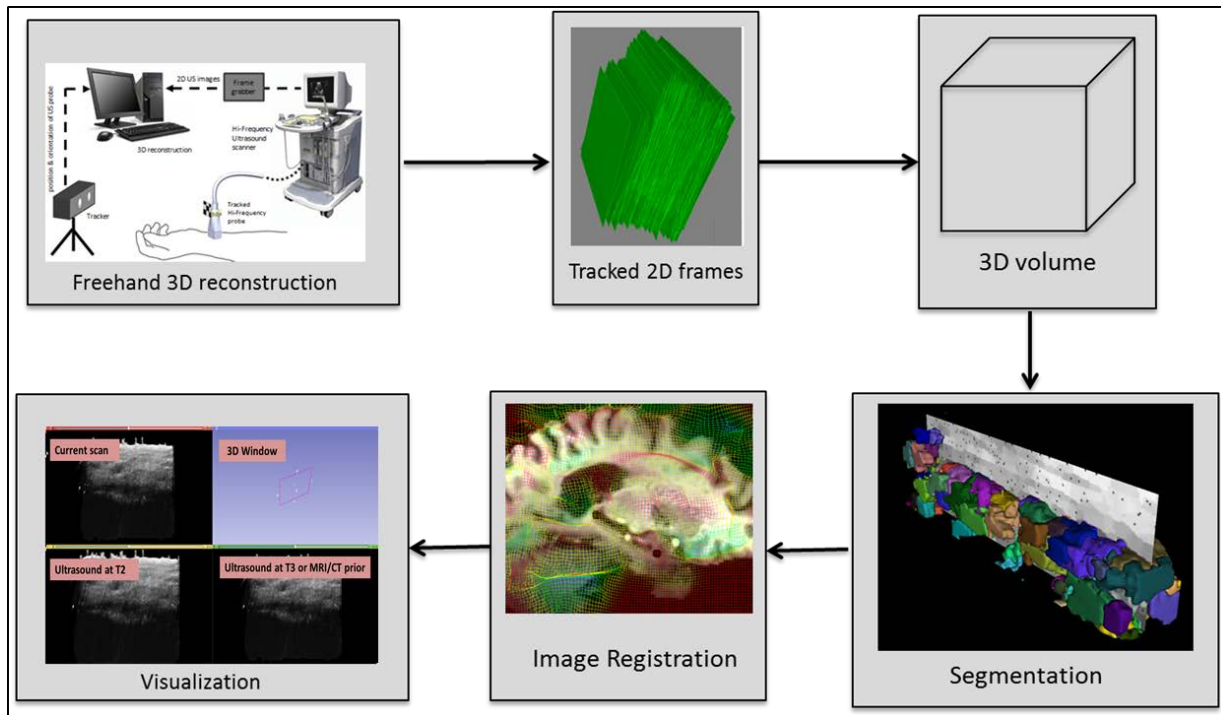 2D US images
Frame
grabber
position & orientation of US probe
3D reconstruction
Hi-Frequency
Ultrasound
scanner
Tracker
Tracked
Hi-Frequency
probe
Freehand 3D reconstruction
Tracked 2D frames
3D volume
Current scan
3D Window
Ultrasound at T2
Ultrasound at T3 or MRI/CT prior
Visualization
Image Registration
Segmentation